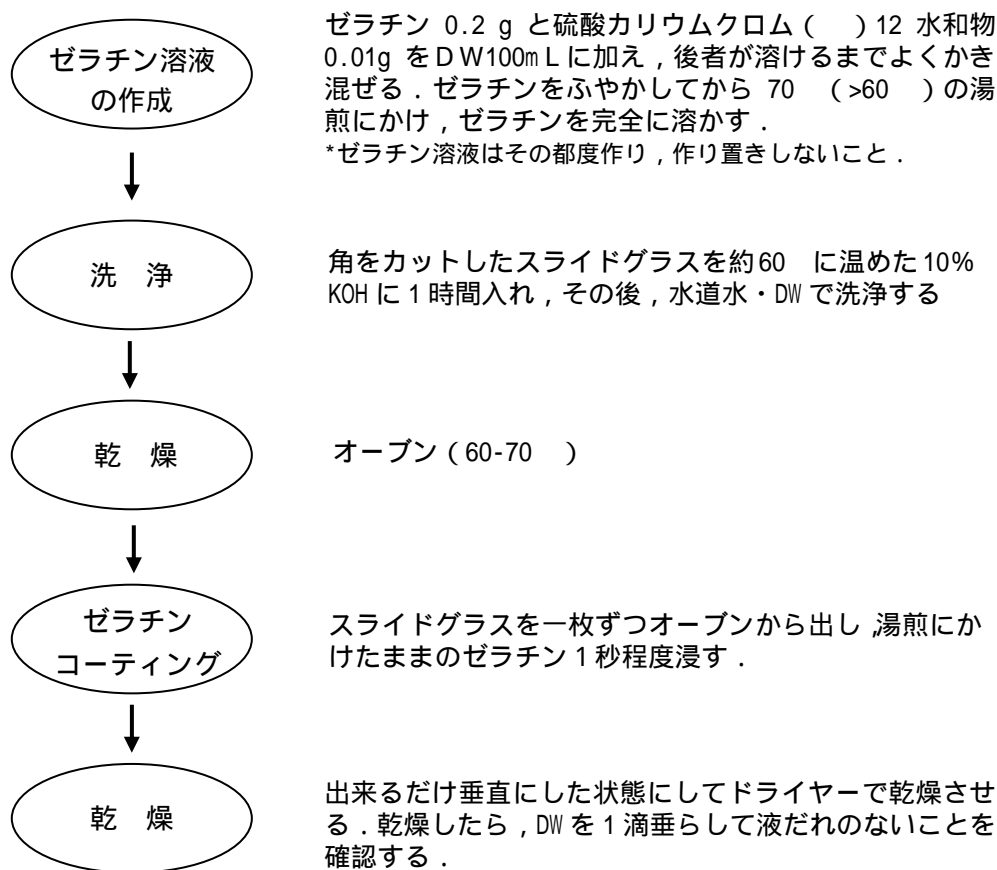 ゼラチン溶液
の作成
ゼラチン 0.2 g と硫酸カリウムクロム(　)12 水和物
0.01g をDW100mLに加え,後者が溶けるまでよくかき
混ぜる.ゼラチンをふやかしてから 70　(>60　)の湯
煎にかけ,ゼラチンを完全に溶かす.
*ゼラチン溶液はその都度作り,作り置きしないこと.
洗　浄
角をカットしたスライドグラスを約60　に温めた10%
KOHに1時間入れ,その後,水道水・DWで洗浄する
乾　燥
オーブン(60-70　)
ゼラチン
コーティング
スライドグラスを一枚ずつオーブンから出し,湯煎にか
けたままのゼラチン1秒程度浸す.
乾　燥
出来るだけ垂直にした状態にしてドライヤーで乾燥させ
る.乾燥したら,DWを1滴垂らして液だれのないことを
確認する.